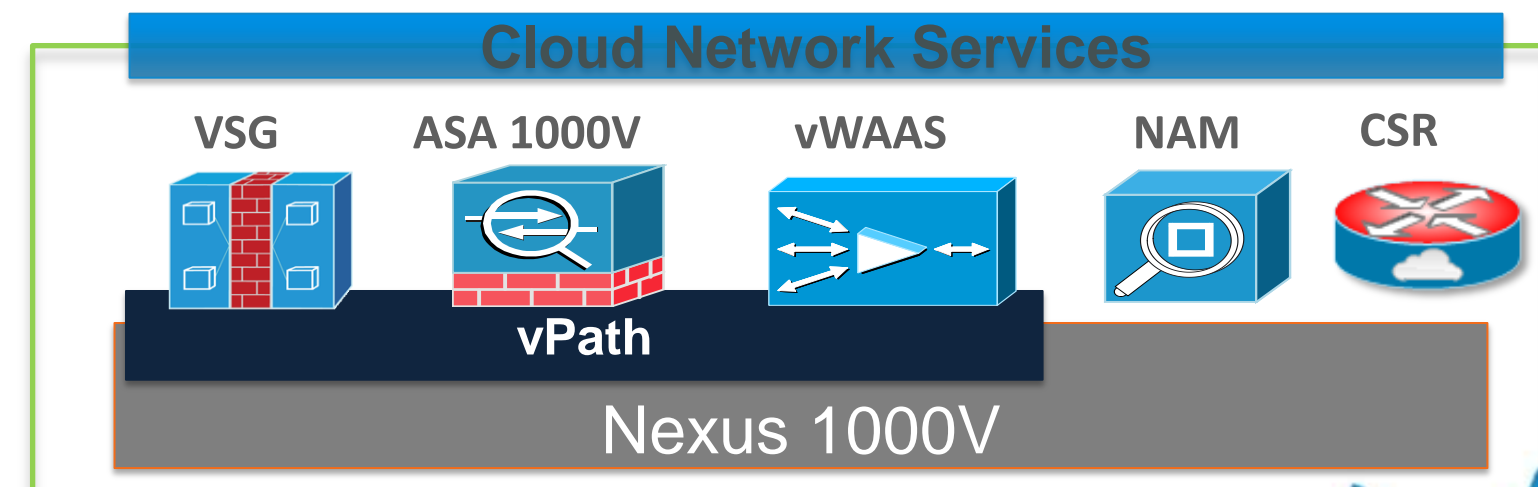 Cloud Network Services
VSG ASA 1000V vWAAS NAM CSR
vPath
Nexus 1000V